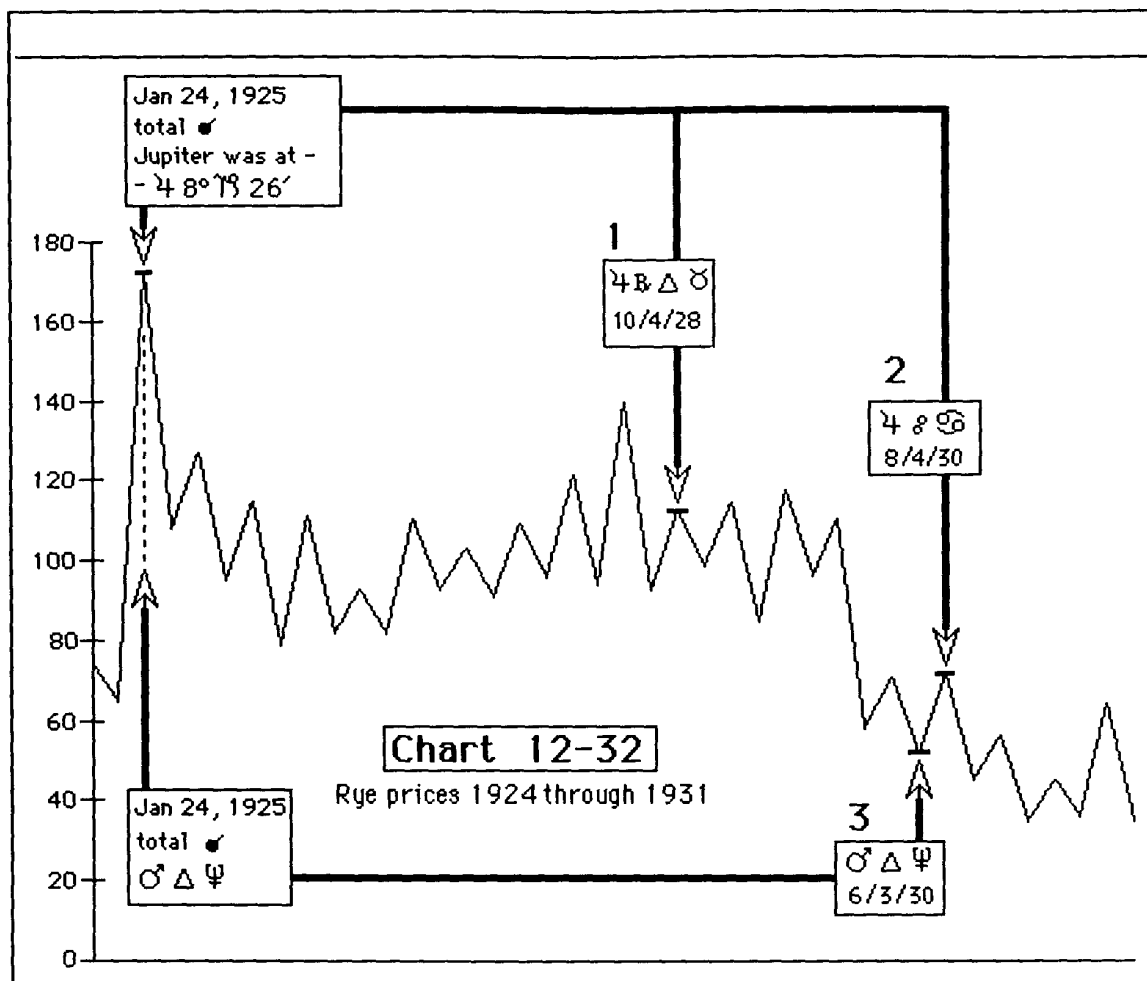 Jan 24, 1925
total ☌
Jupiter was at -
- ♃ 8° ♑ 26′
1
♃ ℞ △ ♉
10/4/28
2
♃ ☍ ♋
8/4/30
180
160
140
120
100
80
60
40
20
0
Chart 12-32
Rye prices 1924 through 1931
Jan 24, 1925
total ☌
♂ △ ♆
3
♂ △ ♆
6/3/30